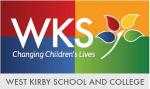 WKS
Changing Children's Lives
WEST KIRBY SCHOOL AND COLLEGE